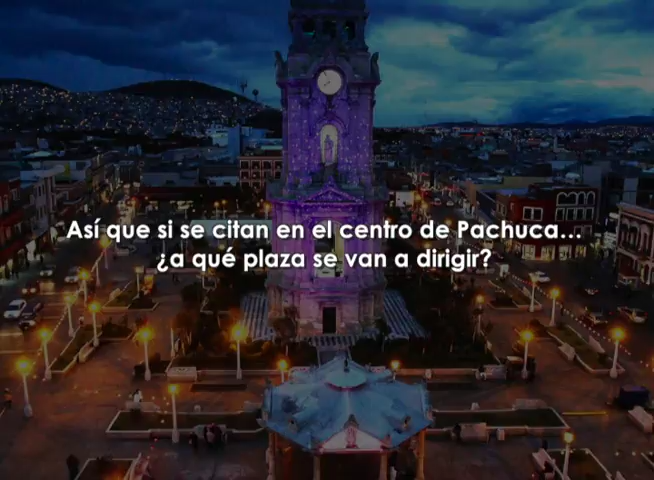 Así que si se citan en el centro de Pachuca...
¿a qué plaza se van a dirigir?